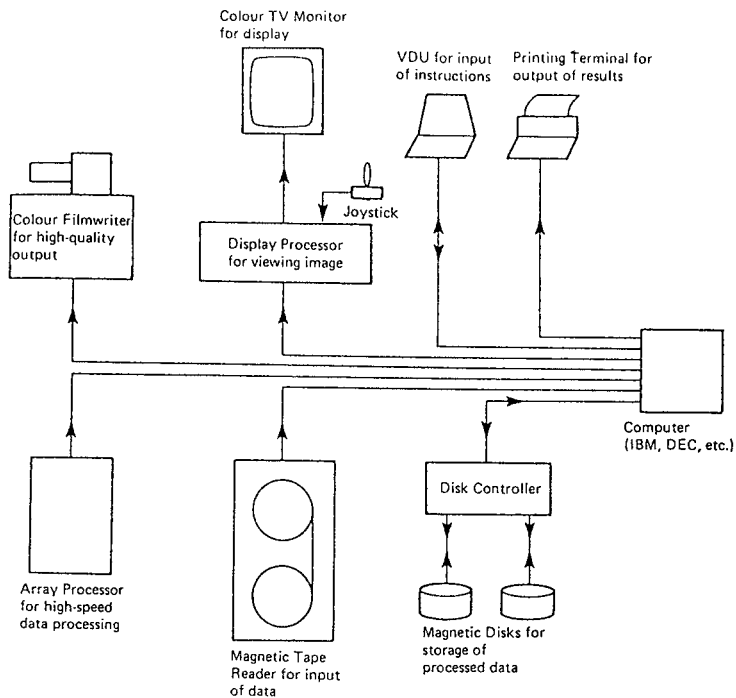 Colour TV Monitor
for display
VDU for input
of instructions
Printing Terminal for
output of results
Joystick
Colour Filmwriter
for high-quality
output
Display Processor
for viewing image
Computer
(IBM, DEC, etc.)
Disk Controller
Array Processor
for high-speed
data processing
Magnetic Tape
Reader for input
of data
Magnetic Disks for
storage of
processed data